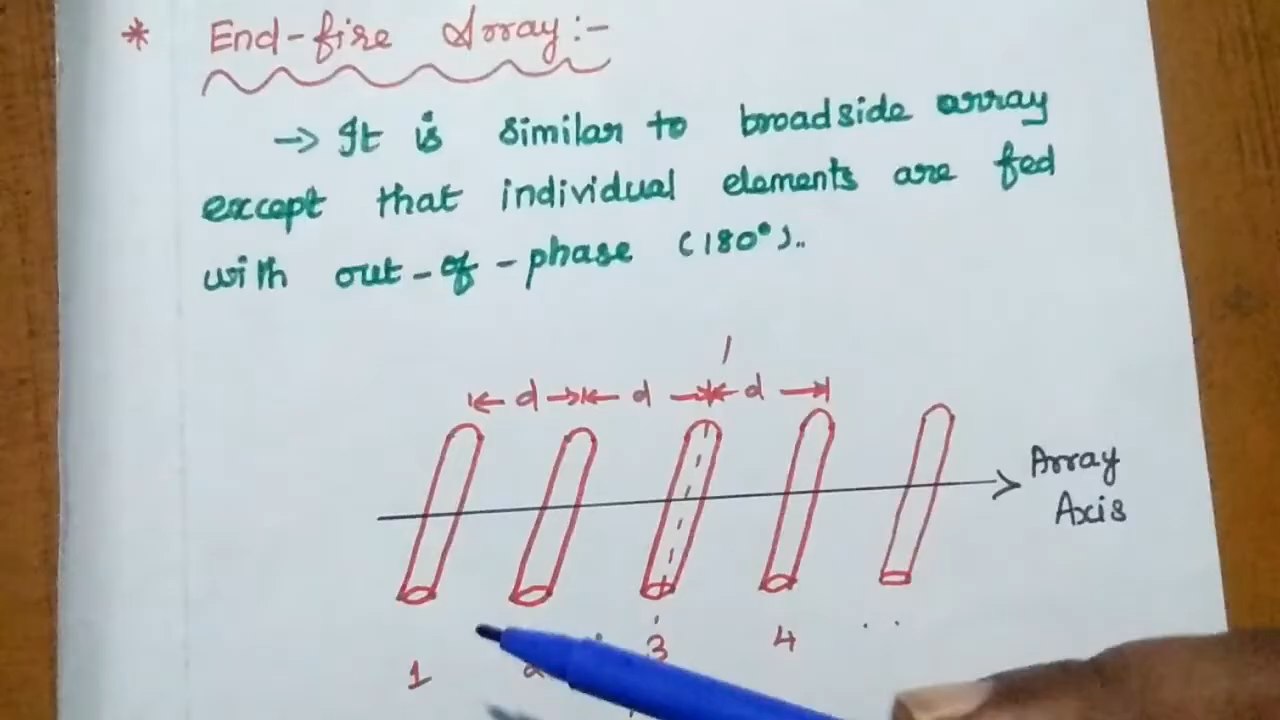 * End-fire Array:-
→ It is similar to broadside array
except that individual elements are fed
with out-of-phase (180°)..
d d d
Array
Axis
1 2 3 4 ..